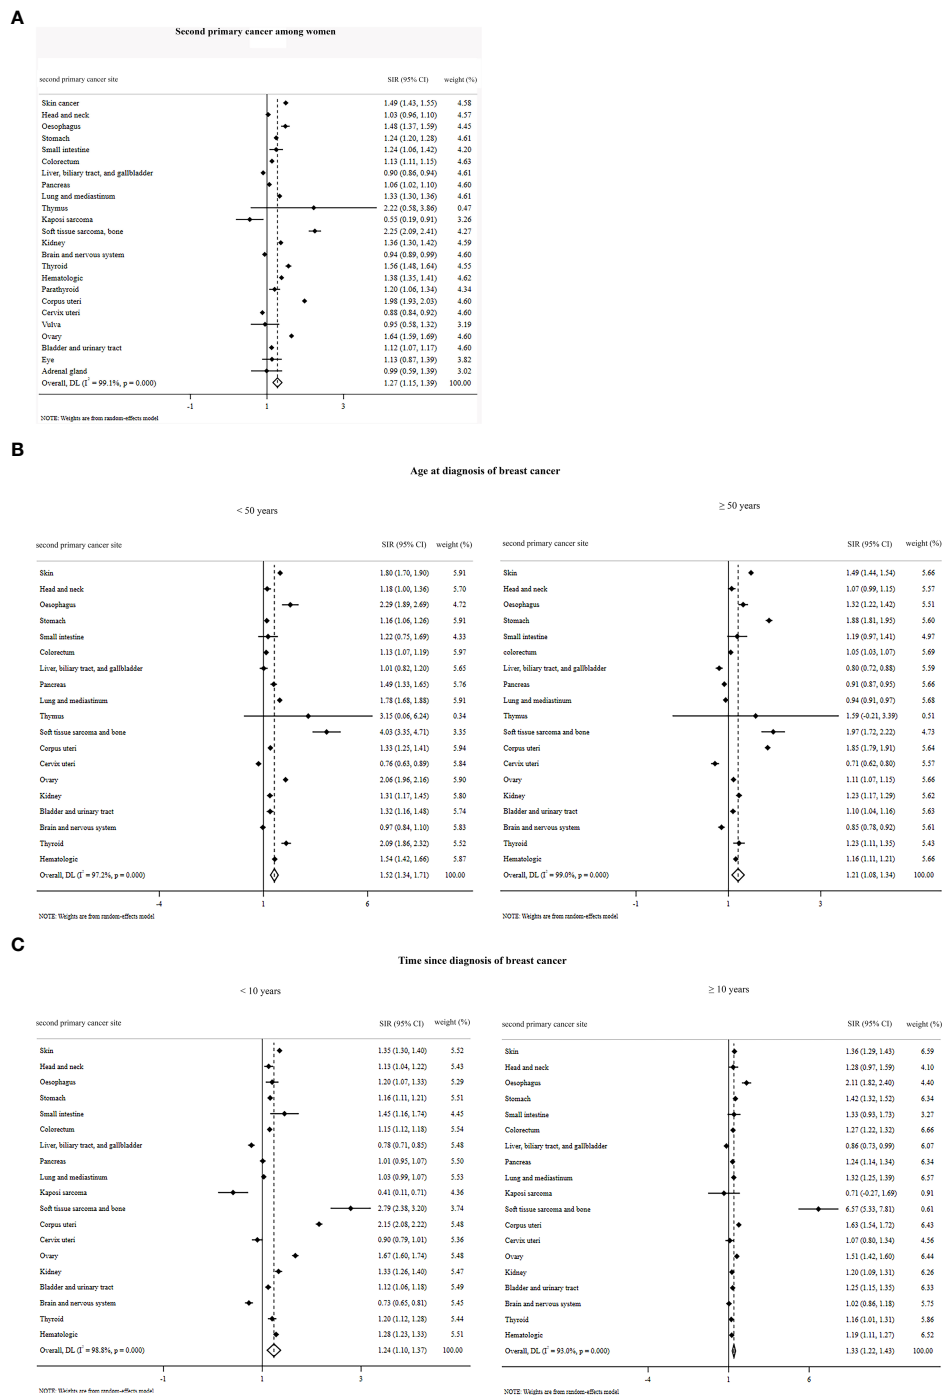 A
Second primary cancer among women
second primary cancer site SIR (95% CI) weight (%)
Skin cancer 1.49 (1.43, 1.55) 4.58
Head and neck 1.03 (0.96, 1.10) 4.57
Oesophagus 1.48 (1.37, 1.59) 4.45
Stomach 1.24 (1.20, 1.28) 4.61
Small intestine 1.24 (1.06, 1.42) 4.20
Colorectum 1.13 (1.11, 1.15) 4.63
Liver, biliary tract, and gallbladder 0.90 (0.86, 0.94) 4.61
Pancreas 1.06 (1.02, 1.10) 4.60
Lung and mediastinum 1.33 (1.30, 1.36) 4.61
Thymus 2.22 (0.58, 3.86) 0.47
Kaposi sarcoma 0.55 (0.19, 0.91) 3.26
Soft tissue sarcoma, bone 2.25 (2.09, 2.41) 4.27
Kidney 1.36 (1.30, 1.42) 4.59
Brain and nervous system 0.94 (0.89, 0.99) 4.60
Thyroid 1.56 (1.48, 1.64) 4.55
Hematologic 1.38 (1.35, 1.41) 4.62
Parathyroid 1.20 (1.06, 1.34) 4.34
Corpus uteri 1.98 (1.93, 2.03) 4.60
Cervix uteri 0.88 (0.84, 0.92) 4.60
Vulva 0.95 (0.58, 1.32) 3.19
Ovary 1.64 (1.59, 1.69) 4.60
Bladder and urinary tract 1.12 (1.07, 1.17) 4.60
Eye 1.13 (0.87, 1.39) 3.82
Adrenal gland 0.99 (0.59, 1.39) 3.02
Overall, DL (I² = 99.1%, p = 0.000) 1.27 (1.15, 1.39) 100.00
-1 1 3
NOTE: Weights are from random-effects model
B
Age at diagnosis of breast cancer
< 50 years
second primary cancer site SIR (95% CI) weight (%)
Skin 1.80 (1.70, 1.90) 5.91
Head and neck 1.18 (1.00, 1.36) 5.70
Oesophagus 2.29 (1.89, 2.69) 4.72
Stomach 1.16 (1.06, 1.26) 5.91
Small intestine 1.22 (0.75, 1.69) 4.33
Colorectum 1.13 (1.07, 1.19) 5.97
Liver, biliary tract, and gallbladder 1.01 (0.82, 1.20) 5.65
Pancreas 1.49 (1.33, 1.65) 5.76
Lung and mediastinum 1.78 (1.68, 1.88) 5.91
Thymus 3.15 (0.06, 6.24) 0.34
Soft tissue sarcoma and bone 4.03 (3.35, 4.71) 3.35
Corpus uteri 1.33 (1.25, 1.41) 5.94
Cervix uteri 0.76 (0.63, 0.89) 5.84
Ovary 2.06 (1.96, 2.16) 5.90
Kidney 1.31 (1.17, 1.45) 5.80
Bladder and urinary tract 1.32 (1.16, 1.48) 5.74
Brain and nervous system 0.97 (0.84, 1.10) 5.83
Thyroid 2.09 (1.86, 2.32) 5.52
Hematologic 1.54 (1.42, 1.66) 5.87
Overall, DL (I² = 97.2%, p = 0.000) 1.52 (1.34, 1.71) 100.00
-4 1 6
NOTE: Weights are from random-effects model
≥ 50 years
second primary cancer site SIR (95% CI) weight (%)
Skin 1.49 (1.44, 1.54) 5.66
Head and neck 1.07 (0.99, 1.15) 5.57
Oesophagus 1.32 (1.22, 1.42) 5.51
Stomach 1.88 (1.81, 1.95) 5.60
Small intestine 1.19 (0.97, 1.41) 4.97
colorectum 1.05 (1.03, 1.07) 5.69
Liver, biliary tract, and gallbladder 0.80 (0.72, 0.88) 5.59
Pancreas 0.91 (0.87, 0.95) 5.66
Lung and mediastinum 0.94 (0.91, 0.97) 5.68
Thymus 1.59 (-0.21, 3.39) 0.51
Soft tissue sarcoma and bone 1.97 (1.72, 2.22) 4.73
Corpus uteri 1.85 (1.79, 1.91) 5.64
Cervix uteri 0.71 (0.62, 0.80) 5.57
Ovary 1.11 (1.07, 1.15) 5.66
Kidney 1.23 (1.17, 1.29) 5.62
Bladder and urinary tract 1.10 (1.04, 1.16) 5.63
Brain and nervous system 0.85 (0.78, 0.92) 5.61
Thyroid 1.23 (1.11, 1.35) 5.43
Hematologic 1.16 (1.11, 1.21) 5.66
Overall, DL (I² = 99.0%, p = 0.000) 1.21 (1.08, 1.34) 100.00
-1 1 3
NOTE: Weights are from random-effects model
C
Time since diagnosis of breast cancer
< 10 years
second primary cancer site SIR (95% CI) weight (%)
Skin 1.35 (1.30, 1.40) 5.52
Head and neck 1.13 (1.04, 1.22) 5.43
Oesophagus 1.20 (1.07, 1.33) 5.29
Stomach 1.16 (1.11, 1.21) 5.51
Small intestine 1.45 (1.16, 1.74) 4.45
Colorectum 1.15 (1.12, 1.18) 5.54
Liver, biliary tract, and gallbladder 0.78 (0.71, 0.85) 5.48
Pancreas 1.01 (0.95, 1.07) 5.50
Lung and mediastinum 1.03 (0.99, 1.07) 5.53
Kaposi sarcoma 0.41 (0.11, 0.71) 4.36
Soft tissue sarcoma and bone 2.79 (2.38, 3.20) 3.74
Corpus uteri 2.15 (2.08, 2.22) 5.48
Cervix uteri 0.90 (0.79, 1.01) 5.36
Ovary 1.67 (1.60, 1.74) 5.48
Kidney 1.33 (1.26, 1.40) 5.47
Bladder and urinary tract 1.12 (1.06, 1.18) 5.49
Brain and nervous system 0.73 (0.65, 0.81) 5.45
Thyroid 1.20 (1.12, 1.28) 5.44
Hematologic 1.28 (1.23, 1.33) 5.51
Overall, DL (I² = 98.8%, p = 0.000) 1.24 (1.10, 1.37) 100.00
1 3
NOTE: Weights are from random-effects model
≥ 10 years
second primary cancer site SIR (95% CI) weight (%)
Skin 1.36 (1.29, 1.43) 6.59
Head and neck 1.28 (0.97, 1.59) 4.10
Oesophagus 2.11 (1.82, 2.40) 4.40
Stomach 1.42 (1.32, 1.52) 6.34
Small intestine 1.33 (0.93, 1.73) 3.27
Colorectum 1.27 (1.22, 1.32) 6.66
Liver, biliary tract, and gallbladder 0.86 (0.73, 0.99) 6.07
Pancreas 1.24 (1.14, 1.34) 6.34
Lung and mediastinum 1.32 (1.25, 1.39) 6.57
Kaposi sarcoma 0.71 (-0.27, 1.69) 0.91
Soft tissue sarcoma and bone 6.57 (5.33, 7.81) 0.61
Corpus uteri 1.63 (1.54, 1.72) 6.43
Cervix uteri 1.07 (0.80, 1.34) 4.56
Ovary 1.51 (1.42, 1.60) 6.44
Kidney 1.20 (1.09, 1.31) 6.26
Bladder and urinary tract 1.25 (1.15, 1.35) 6.33
Brain and nervous system 1.02 (0.86, 1.18) 5.75
Thyroid 1.16 (1.01, 1.31) 5.86
Hematologic 1.19 (1.11, 1.27) 6.52
Overall, DL (I² = 93.0%, p = 0.000) 1.33 (1.22, 1.43) 100.00
-4 1 6
NOTE: Weights are from random-effects model